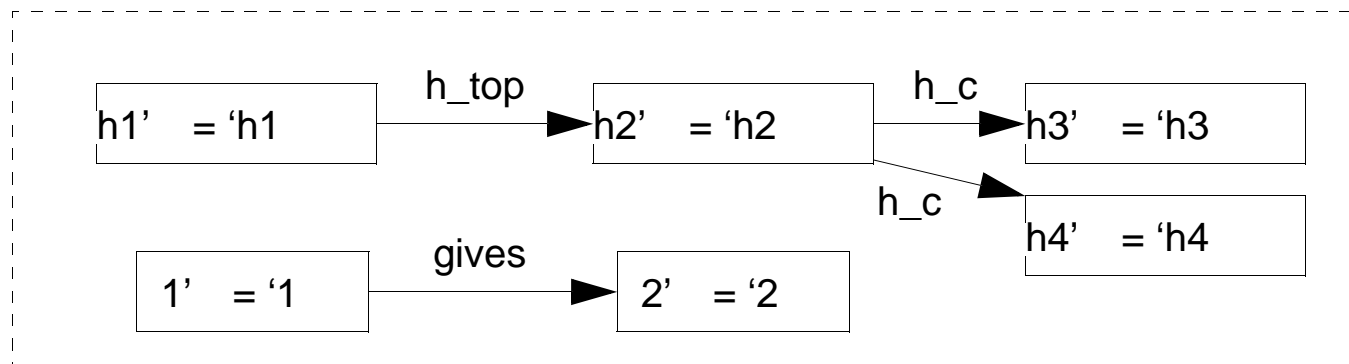 h_top h_c
h1’ = ‘h1 h2’ = ‘h2 h3’ = ‘h3
h_c
h4’ = ‘h4
gives
1’ = ‘1 2’ = ‘2